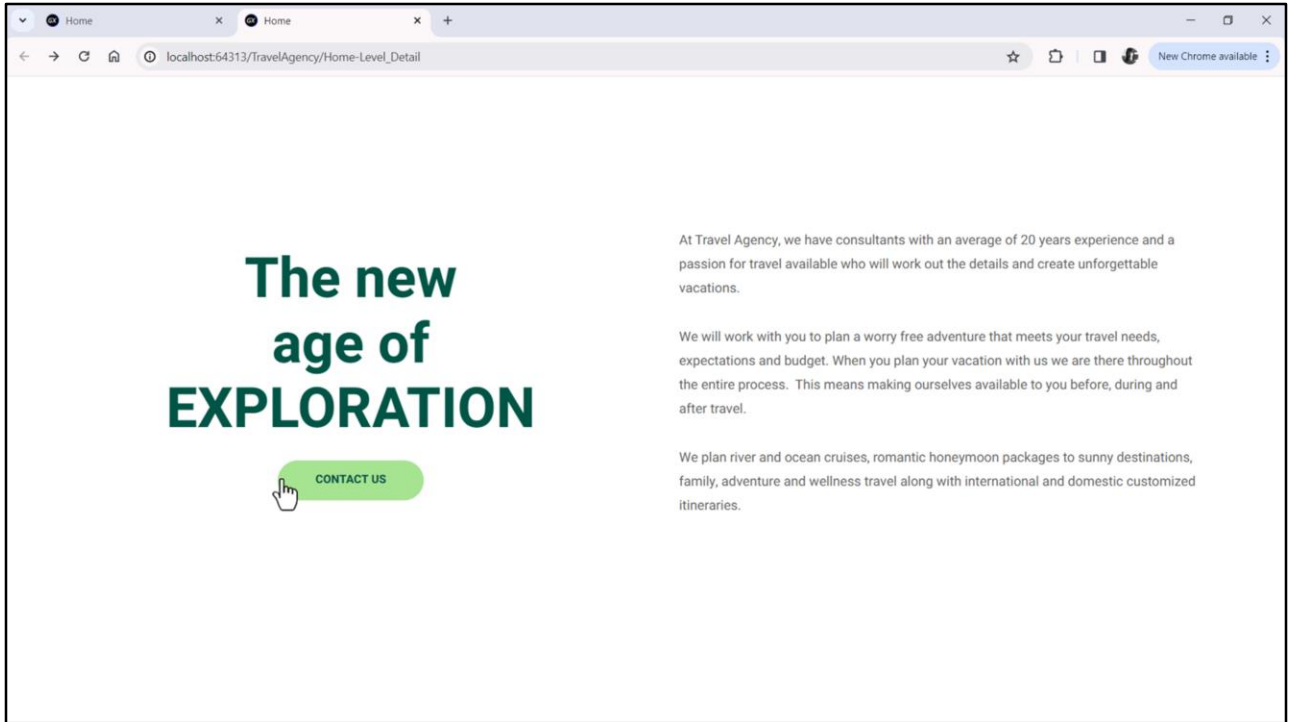 Home
Home
localhost:64313/TravelAgency/Home-Level_Detail
New Chrome available
The new
age of
EXPLORATION
CONTACT US
At Travel Agency, we have consultants with an average of 20 years experience and a
passion for travel available who will work out the details and create unforgettable
vacations.
We will work with you to plan a worry free adventure that meets your travel needs,
expectations and budget. When you plan your vacation with us we are there throughout
the entire process.  This means making ourselves available to you before, during and
after travel.
We plan river and ocean cruises, romantic honeymoon packages to sunny destinations,
family, adventure and wellness travel along with international and domestic customized
itineraries.